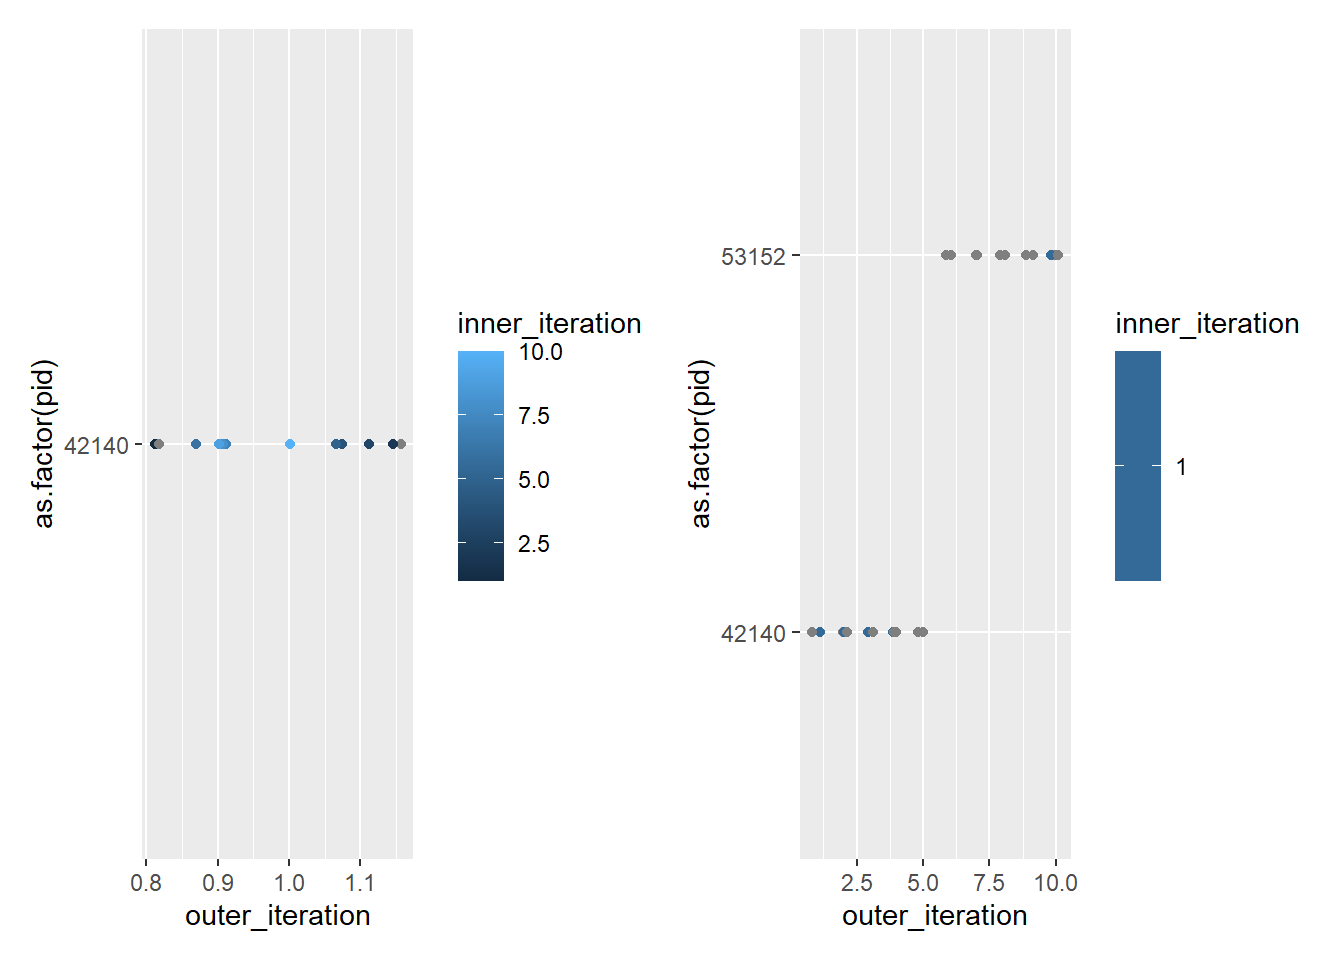 as.factor(pid)
42140
0.8 0.9 1.0 1.1
outer_iteration
inner_iteration
10.0
7.5
5.0
2.5
as.factor(pid)
53152
42140
2.5 5.0 7.5 10.0
outer_iteration
inner_iteration
1